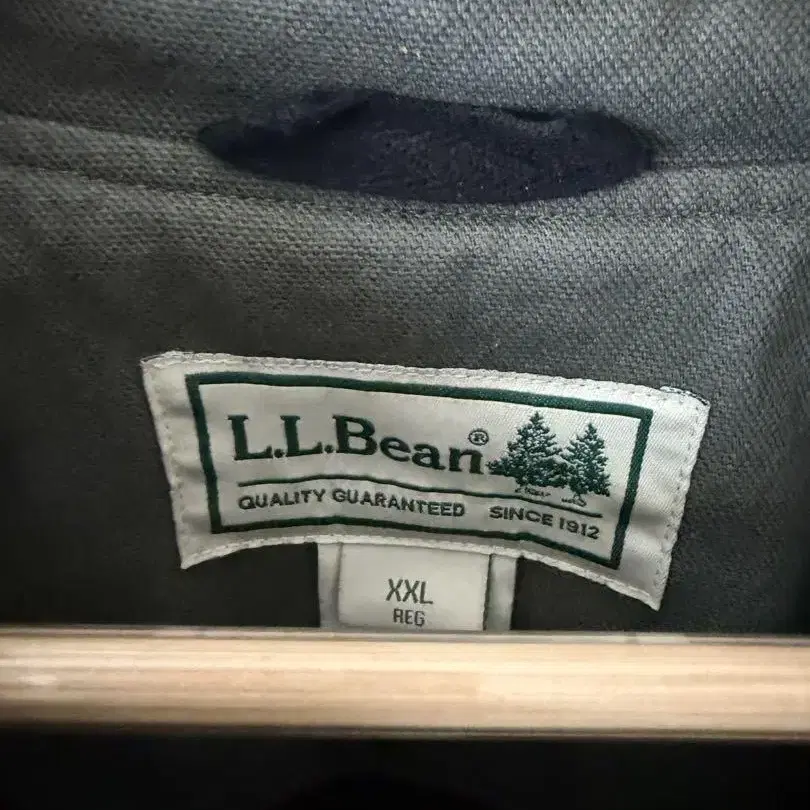 L.L.Bean®
QUALITY GUARANTEED SINCE 1912
XXL
REG